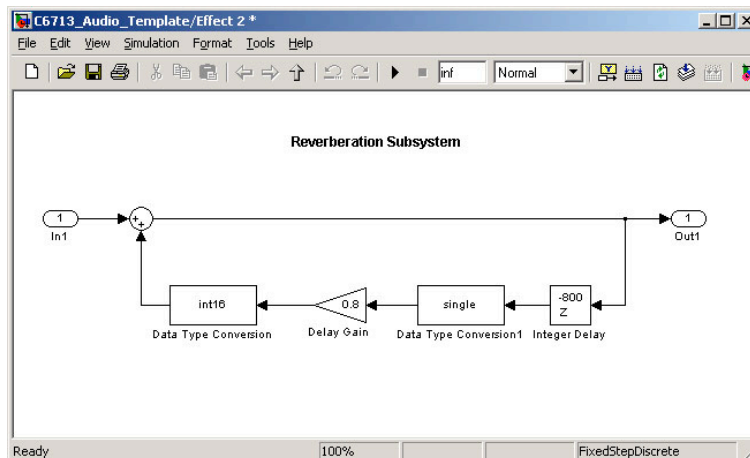 C6713_Audio_Template/Effect 2 *
File Edit View Simulation Format Tools Help
inf Normal
Reverberation Subsystem
1
In1
+
+
1
Out1
int16
Data Type Conversion
0.8
Delay Gain
single
Data Type Conversion1
-800
Z
Integer Delay
Ready 100% FixedStepDiscrete